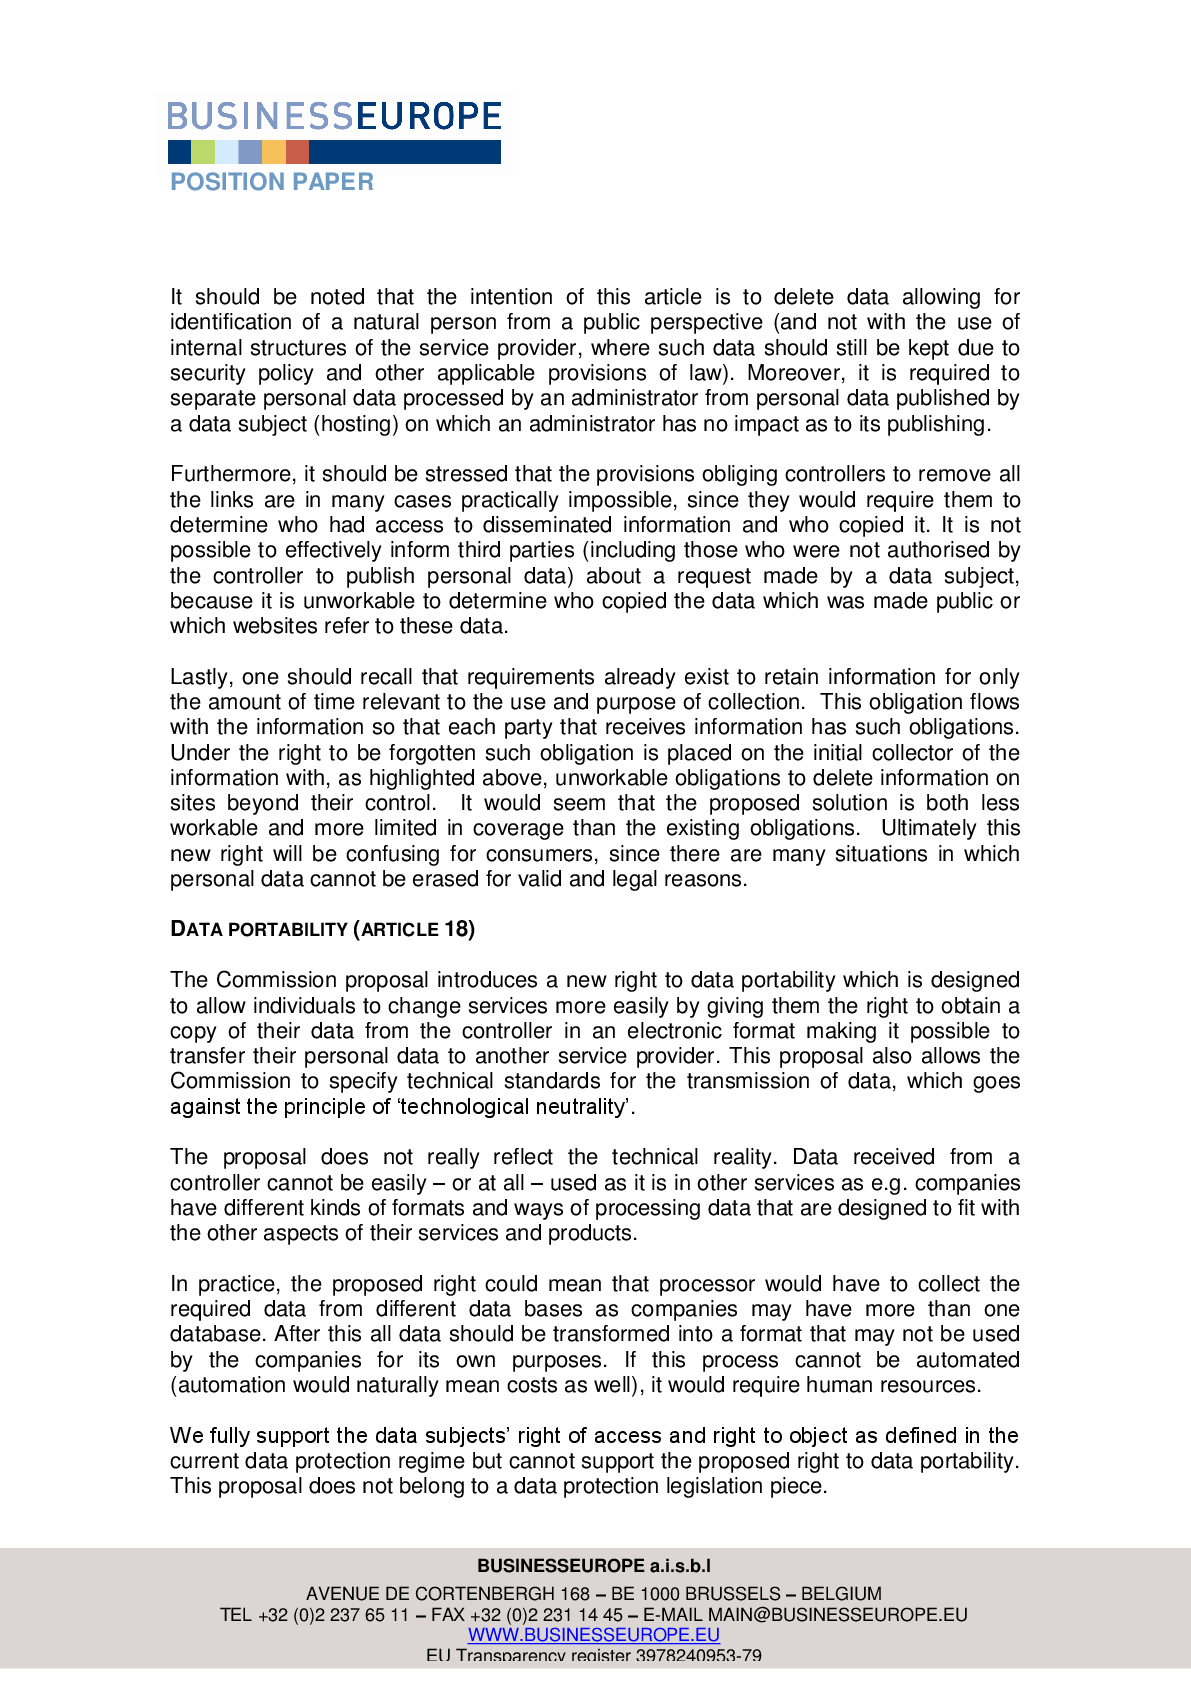 BUSINESSEUROPE
POSITION PAPER
It should be noted that the intention of this article is to delete data allowing for
identification of a natural person from a public perspective (and not with the use of
internal structures of the service provider, where such data should still be kept due to
security policy and other applicable provisions of law). Moreover, it is required to
separate personal data processed by an administrator from personal data published by
a data subject (hosting) on which an administrator has no impact as to its publishing.
Furthermore, it should be stressed that the provisions obliging controllers to remove all
the links are in many cases practically impossible, since they would require them to
determine who had access to disseminated information and who copied it. It is not
possible to effectively inform third parties (including those who were not authorised by
the controller to publish personal data) about a request made by a data subject,
because it is unworkable to determine who copied the data which was made public or
which websites refer to these data.
Lastly, one should recall that requirements already exist to retain information for only
the amount of time relevant to the use and purpose of collection. This obligation flows
with the information so that each party that receives information has such obligations.
Under the right to be forgotten such obligation is placed on the initial collector of the
information with, as highlighted above, unworkable obligations to delete information on
sites beyond their control. It would seem that the proposed solution is both less
workable and more limited in coverage than the existing obligations. Ultimately this
new right will be confusing for consumers, since there are many situations in which
personal data cannot be erased for valid and legal reasons.
DATA PORTABILITY (ARTICLE 18)
The Commission proposal introduces a new right to data portability which is designed
to allow individuals to change services more easily by giving them the right to obtain a
copy of their data from the controller in an electronic format making it possible to
transfer their personal data to another service provider. This proposal also allows the
Commission to specify technical standards for the transmission of data, which goes
against the principle of ‘technological neutrality’.
The proposal does not really reflect the technical reality. Data received from a
controller cannot be easily – or at all – used as it is in other services as e.g. companies
have different kinds of formats and ways of processing data that are designed to fit with
the other aspects of their services and products.
In practice, the proposed right could mean that processor would have to collect the
required data from different data bases as companies may have more than one
database. After this all data should be transformed into a format that may not be used
by the companies for its own purposes. If this process cannot be automated
(automation would naturally mean costs as well), it would require human resources.
We fully support the data subjects’ right of access and right to object as defined in the
current data protection regime but cannot support the proposed right to data portability.
This proposal does not belong to a data protection legislation piece.
BUSINESSEUROPE a.i.s.b.l
AVENUE DE CORTENBERGH 168 – BE 1000 BRUSSELS – BELGIUM
TEL +32 (0)2 237 65 11 – FAX +32 (0)2 231 14 45 – E-MAIL MAIN@BUSINESSEUROPE.EU
WWW.BUSINESSEUROPE.EU
EU Transparency register 3978240953-79